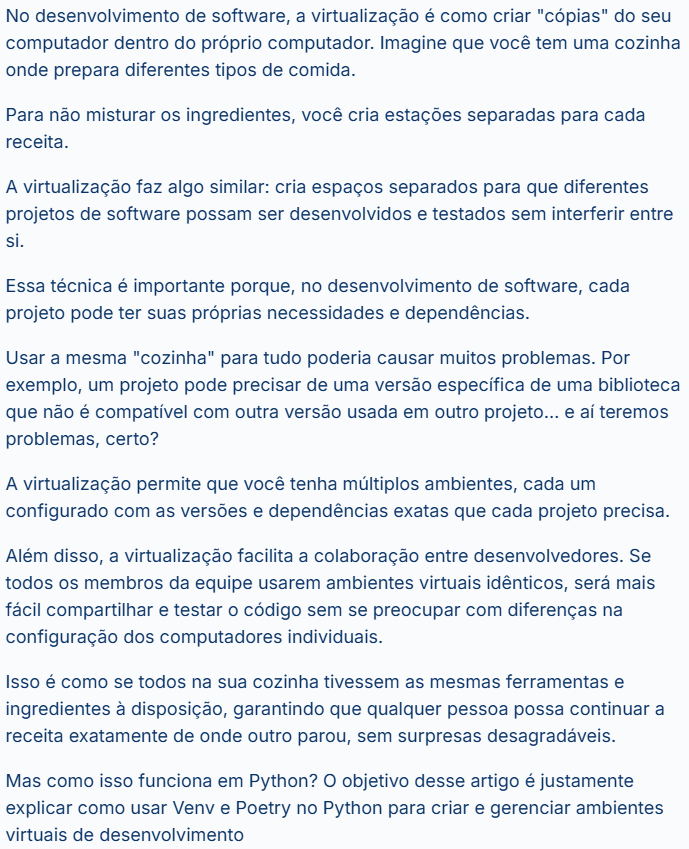 No desenvolvimento de software, a virtualização é como criar "cópias" do seu
computador dentro do próprio computador. Imagine que você tem uma cozinha
onde prepara diferentes tipos de comida.
Para não misturar os ingredientes, você cria estações separadas para cada
receita.
A virtualização faz algo similar: cria espaços separados para que diferentes
projetos de software possam ser desenvolvidos e testados sem interferir entre
si.
Essa técnica é importante porque, no desenvolvimento de software, cada
projeto pode ter suas próprias necessidades e dependências.
Usar a mesma "cozinha" para tudo poderia causar muitos problemas. Por
exemplo, um projeto pode precisar de uma versão específica de uma biblioteca
que não é compatível com outra versão usada em outro projeto... e aí teremos
problemas, certo?
A virtualização permite que você tenha múltiplos ambientes, cada um
configurado com as versões e dependências exatas que cada projeto precisa.
Além disso, a virtualização facilita a colaboração entre desenvolvedores. Se
todos os membros da equipe usarem ambientes virtuais idênticos, será mais
fácil compartilhar e testar o código sem se preocupar com diferenças na
configuração dos computadores individuais.
Isso é como se todos na sua cozinha tivessem as mesmas ferramentas e
ingredientes à disposição, garantindo que qualquer pessoa possa continuar a
receita exatamente de onde outro parou, sem surpresas desagradáveis.
Mas como isso funciona em Python? O objetivo desse artigo é justamente
explicar como usar Venv e Poetry no Python para criar e gerenciar ambientes
virtuais de desenvolvimento